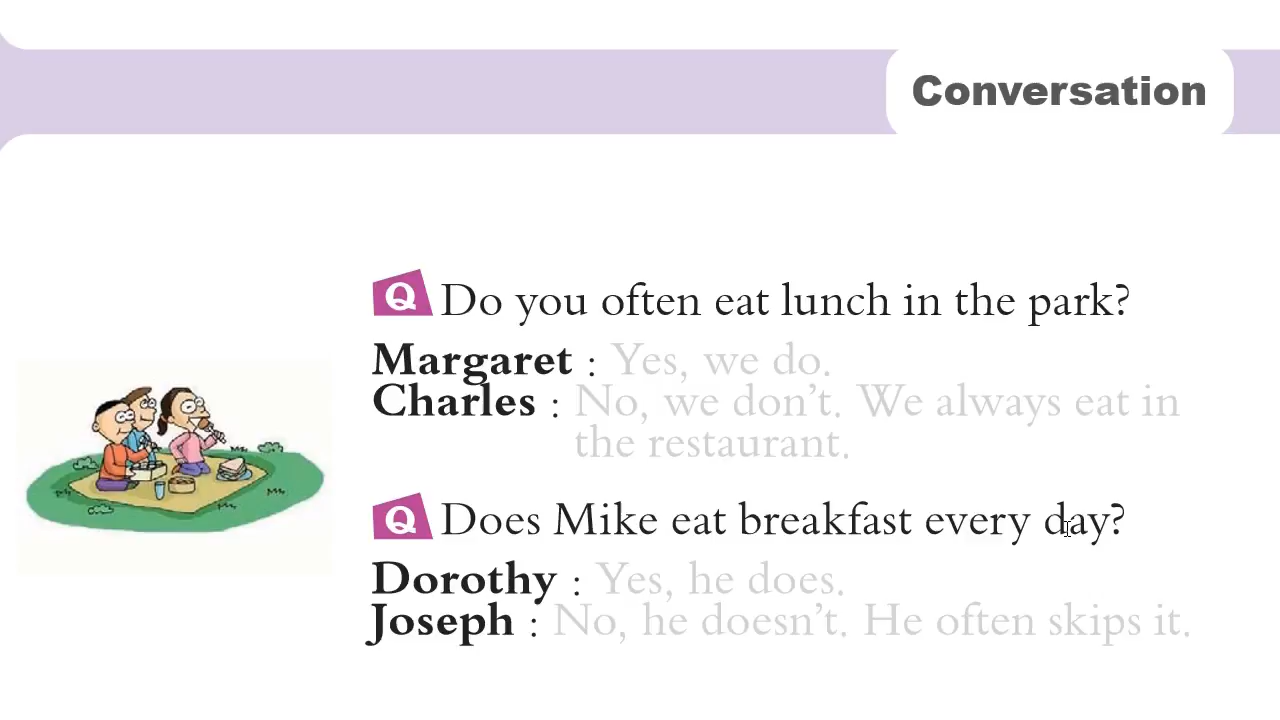 Conversation
Q Do you often eat lunch in the park?
Margaret : Yes, we do.
Charles : No, we don't. We always eat in
the restaurant.
Q Does Mike eat breakfast every day?
Dorothy : Yes, he does.
Joseph : No, he doesn't. He often skips it.